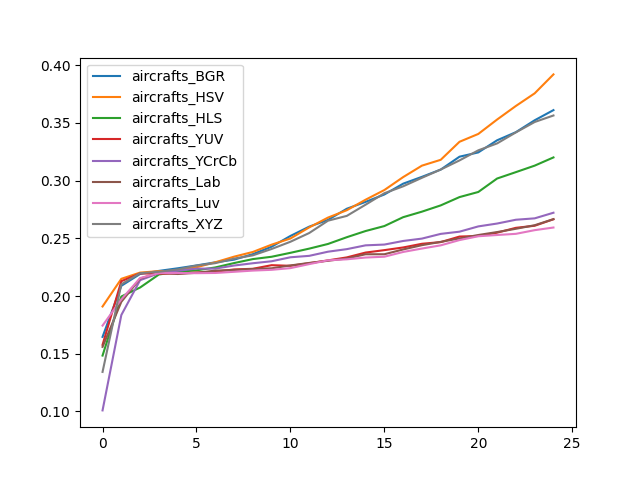 0.40
0.35
0.30
0.25
0.20
0.15
0.10
aircrafts_BGR
aircrafts_HSV
aircrafts_HLS
aircrafts_YUV
aircrafts_YCrCb
aircrafts_Lab
aircrafts_Luv
aircrafts_XYZ
0 5 10 15 20 25